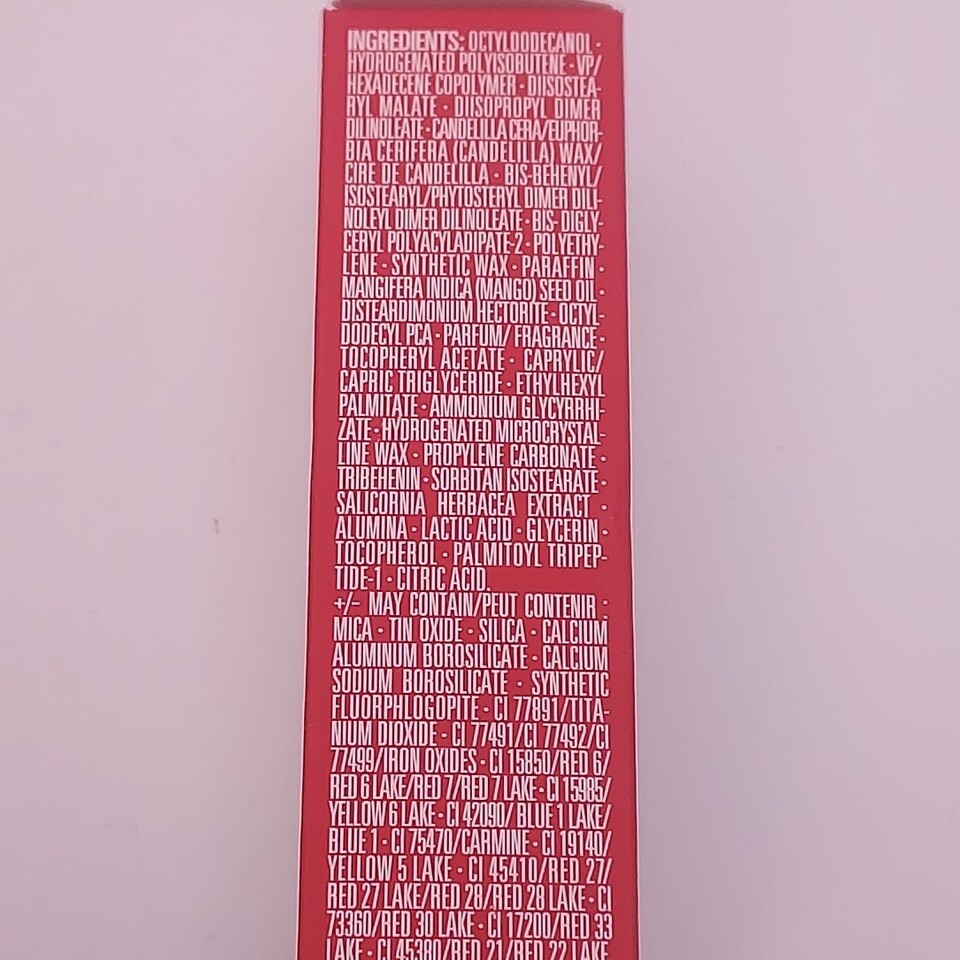 INGREDIENTS: OCTYLDODECANOL •
HYDROGENATED POLYISOBUTENE • VP/
HEXADECENE COPOLYMER • DIISOSTEA-
RYL MALATE • DIISOPROPYL DIMER
DILINOLEATE • CANDELILLA CERA/EUPHOR-
BIA CERIFERA (CANDELILLA) WAX/
CIRE DE CANDELILLA • BIS-BEHENYL/
ISOSTEARYL/PHYTOSTERYL DIMER DILI-
NOLEYL DIMER DILINOLEATE • BIS- DIGLY-
CERYL POLYACYLADIPATE-2 • POLYETHY-
LENE • SYNTHETIC WAX • PARAFFIN •
MANGIFERA INDICA (MANGO) SEED OIL •
DISTEARDIMONIUM HECTORITE • OCTYL-
DODECYL PCA • PARFUM/ FRAGRANCE •
TOCOPHERYL ACETATE • CAPRYLIC/
CAPRIC TRIGLYCERIDE • ETHYLHEXYL
PALMITATE • AMMONIUM GLYCYRRHI-
ZATE • HYDROGENATED MICROCRYSTAL-
LINE WAX • PROPYLENE CARBONATE •
TRIBEHENIN • SORBITAN ISOSTEARATE •
SALICORNIA HERBACEA EXTRACT •
ALUMINA • LACTIC ACID • GLYCERIN •
TOCOPHEROL • PALMITOYL TRIPEP-
TIDE-1 • CITRIC ACID.
+/- MAY CONTAIN/PEUT CONTENIR :
MICA • TIN OXIDE • SILICA • CALCIUM
ALUMINUM BOROSILICATE • CALCIUM
SODIUM BOROSILICATE • SYNTHETIC
FLUORPHLOGOPITE • CI 77891/TITA-
NIUM DIOXIDE • CI 77491/CI 77492/CI
77499/IRON OXIDES • CI 15850/RED 6/
RED 6 LAKE/RED 7/RED 7 LAKE • CI 15985/
YELLOW 6 LAKE • CI 42090/ BLUE 1 LAKE/
BLUE 1 • CI 75470/CARMINE • CI 19140/
YELLOW 5 LAKE • CI 45410/RED 27/
RED 27 LAKE/RED 28/RED 28 LAKE • CI
73360/RED 30 LAKE • CI 17200/RED 33
LAKE • CI 45380/RED 21/RED 22 LAKE